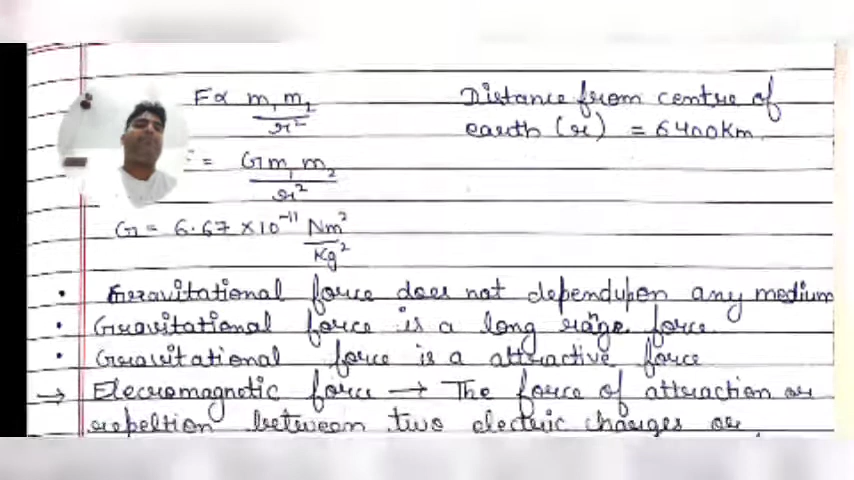 F∝ m₁m₂ / r²
Distance from centre of
earth (r) = 6400Km.
= Gm₁m₂ / r²
G = 6.67 ×10⁻¹¹ Nm² / Kg²
• Gravitational force does not dependupon any medium
• Gravitational force is a long range force.
• Gravitational force is a attractive force
→ Elecromagnetic force → The force of attraction or
repeltion between two electric charges or